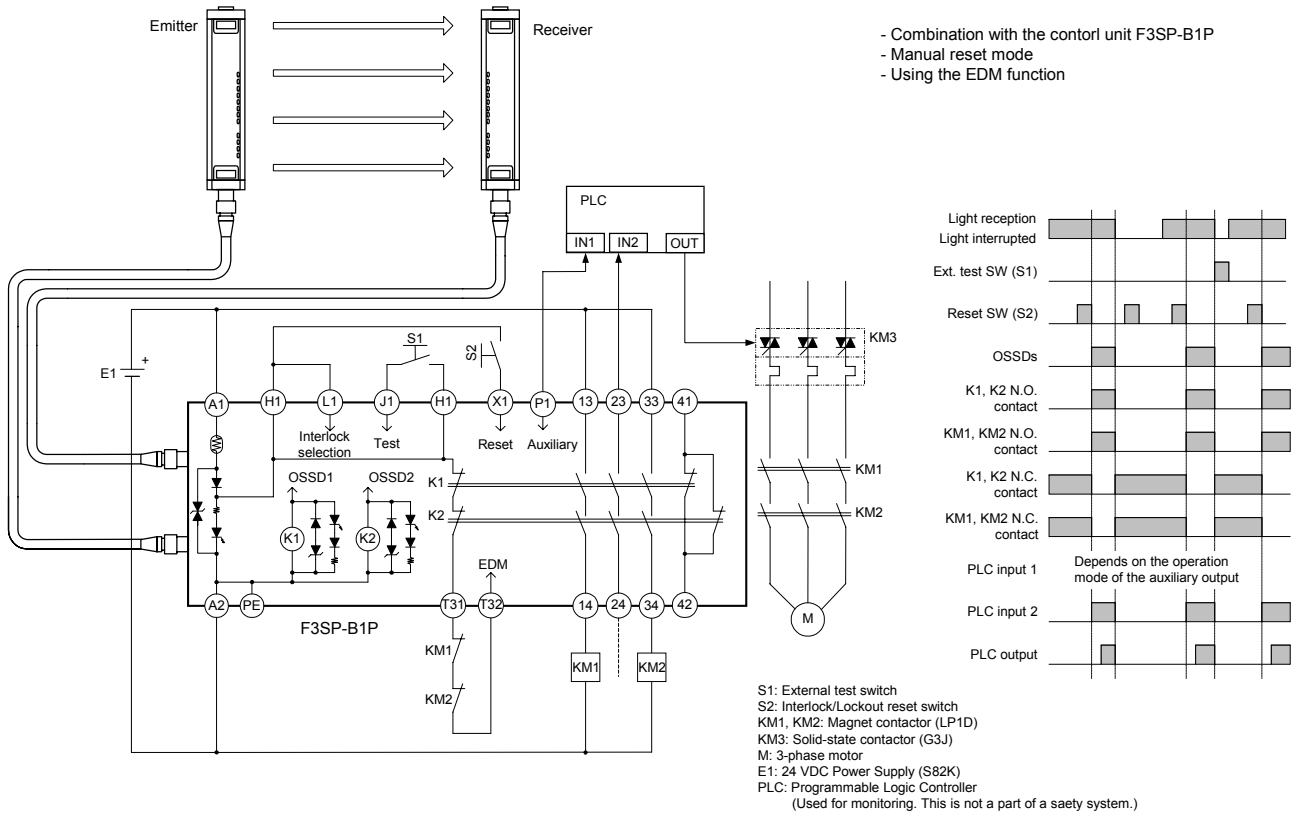 Emitter
Receiver
- Combination with the contorl unit F3SP-B1P
- Manual reset mode
- Using the EDM function
PLC
IN1
IN2
OUT
KM3
S1
S2
E1
+
A1
H1
L1
J1
H1
X1
P1
13
23
33
41
Interlock
selection
Test
Reset
Auxiliary
OSSD1
OSSD2
K1
K2
K1
K2
EDM
A2
PE
T31
T32
14
24
34
42
F3SP-B1P
KM1
KM2
KM1
KM2
KM1
KM2
M
Light reception
Light interrupted
Ext. test SW (S1)
Reset SW (S2)
OSSDs
K1, K2 N.O.
contact
KM1, KM2 N.O.
contact
K1, K2 N.C.
contact
KM1, KM2 N.C.
contact
PLC input 1
Depends on the operation
mode of the auxiliary output
PLC input 2
PLC output
S1: External test switch
S2: Interlock/Lockout reset switch
KM1, KM2: Magnet contactor (LP1D)
KM3: Solid-state contactor (G3J)
M: 3-phase motor
E1: 24 VDC Power Supply (S82K)
PLC: Programmable Logic Controller
(Used for monitoring. This is not a part of a saety system.)